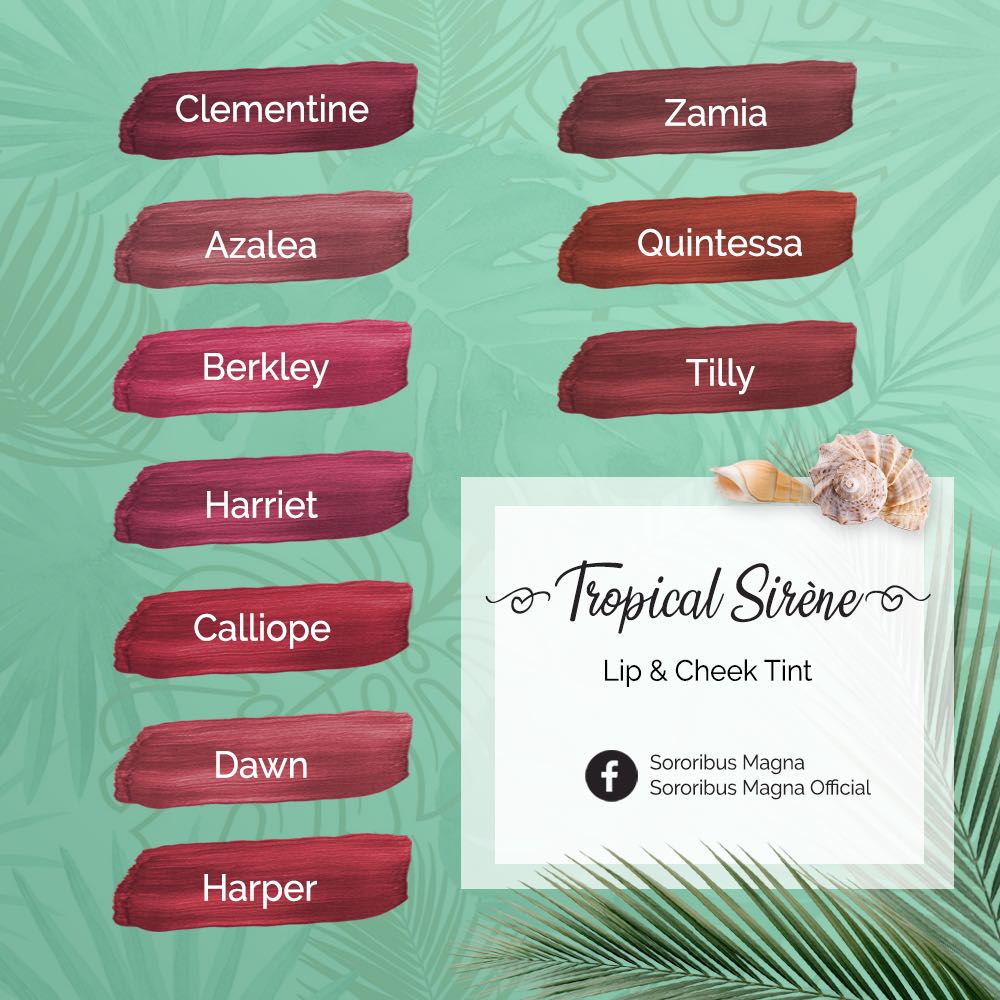 Clementine
Azalea
Berkley
Harriet
Calliope
Dawn
Harper
Zamia
Quintessa
Tilly
Tropical Sirène
Lip & Cheek Tint
Sororibus Magna
Sororibus Magna Official